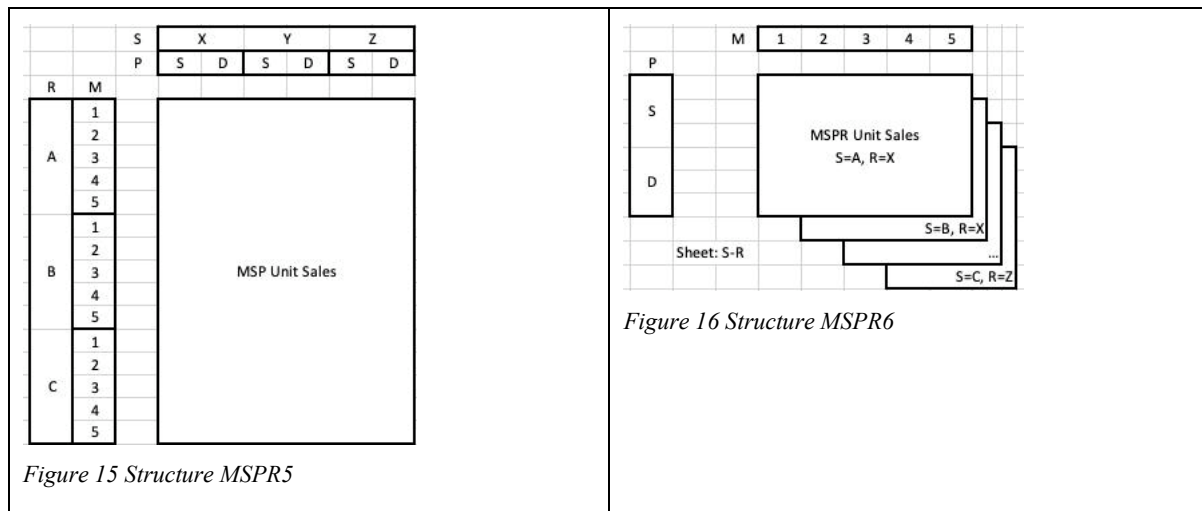 S X Y Z
P S D S D S D
R M
1
2
A 3
4
5
1
2
B 3 MSP Unit Sales
4
5
1
2
C 3
4
5
Figure 15 Structure MSPR5
M 1 2 3 4 5
P
S
MSPR Unit Sales
S=A, R=X
D
S=B, R=X
Sheet: S-R
...
S=C, R=Z
Figure 16 Structure MSPR6